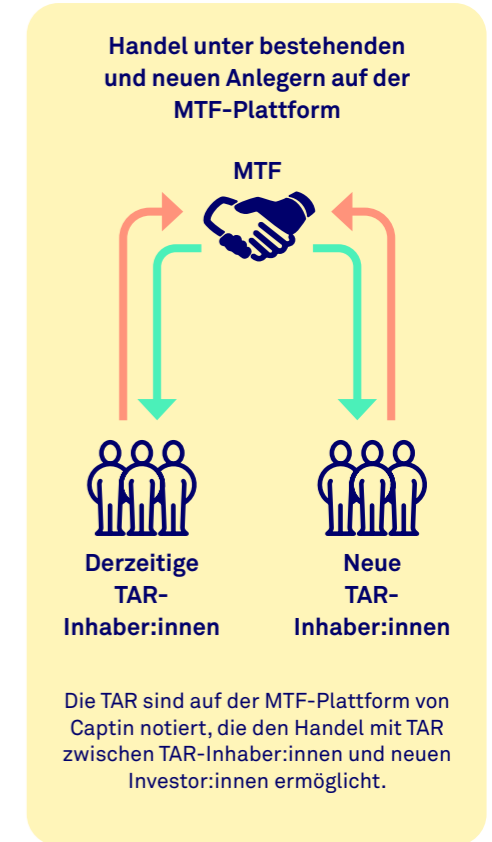 Handel unter bestehenden
und neuen Anlegern auf der
MTF-Plattform
MTF
Derzeitige
TAR-
Inhaber:innen
Neue
TAR-
Inhaber:innen
Die TAR sind auf der MTF-Plattform von
Captin notiert, die den Handel mit TAR
zwischen TAR-Inhaber:innen und neuen
Investor:innen ermöglicht.